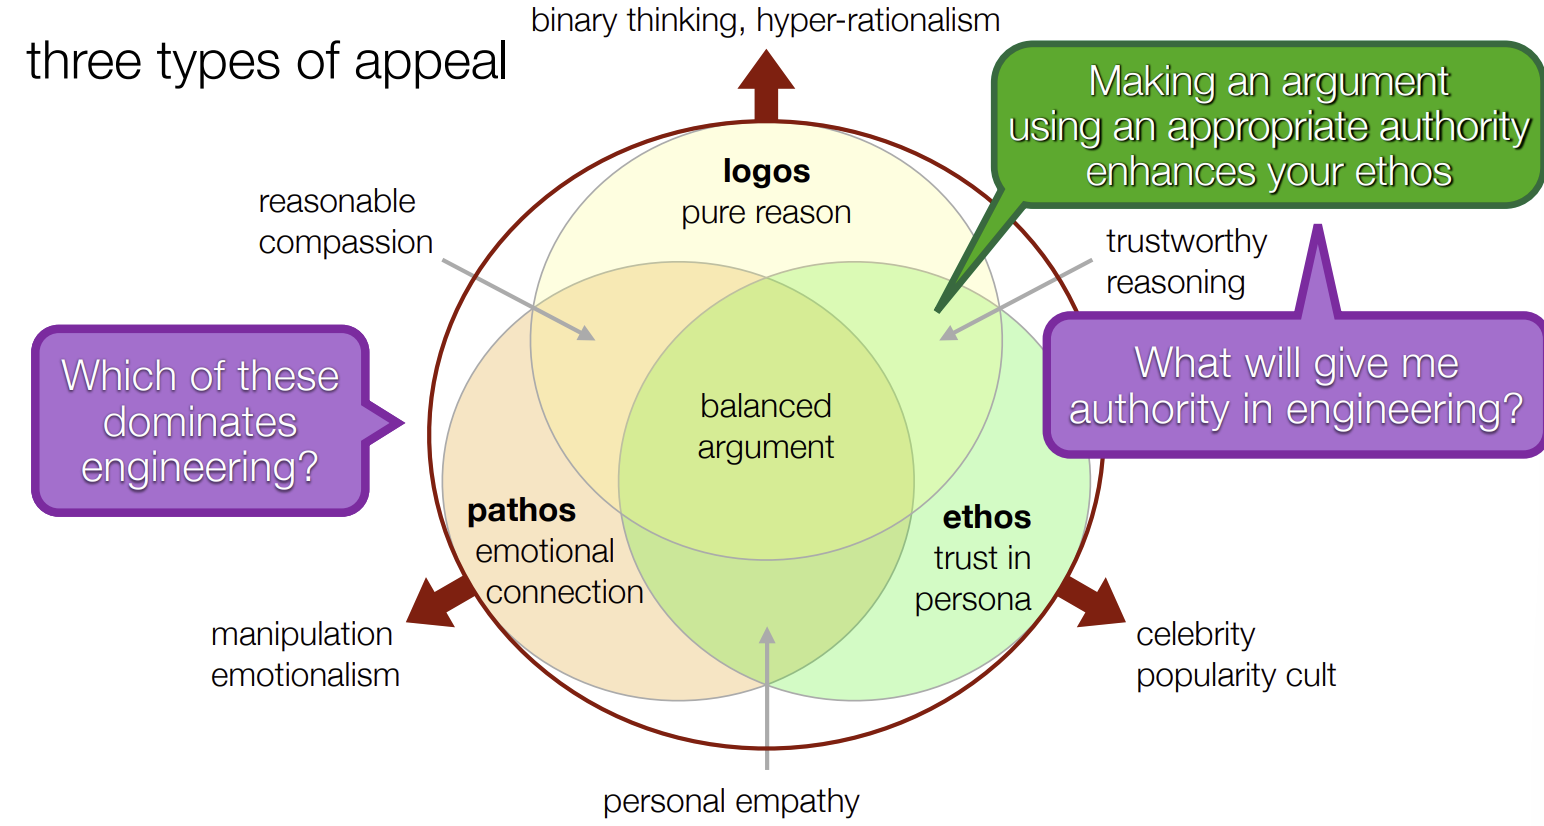 binary thinking, hyper-rationalism
three types of appeal
Making an argument
using an appropriate authority
enhances your ethos
logos
pure reason
reasonable
compassion
trustworthy
reasoning
Which of these
dominates
engineering?
What will give me
authority in engineering?
balanced
argument
pathos
emotional
connection
ethos
trust in
persona
manipulation
emotionalism
celebrity
popularity cult
personal empathy